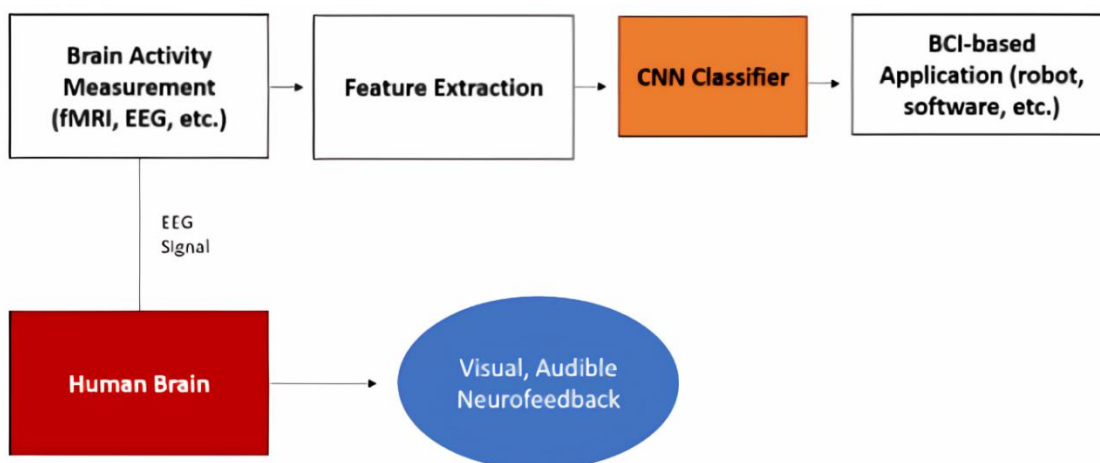 Brain Activity
Measurement
(fMRI, EEG, etc.)
Feature Extraction
CNN Classifier
BCI-based
Application (robot,
software, etc.)
EEG
Signal
Human Brain
Visual, Audible
Neurofeedback